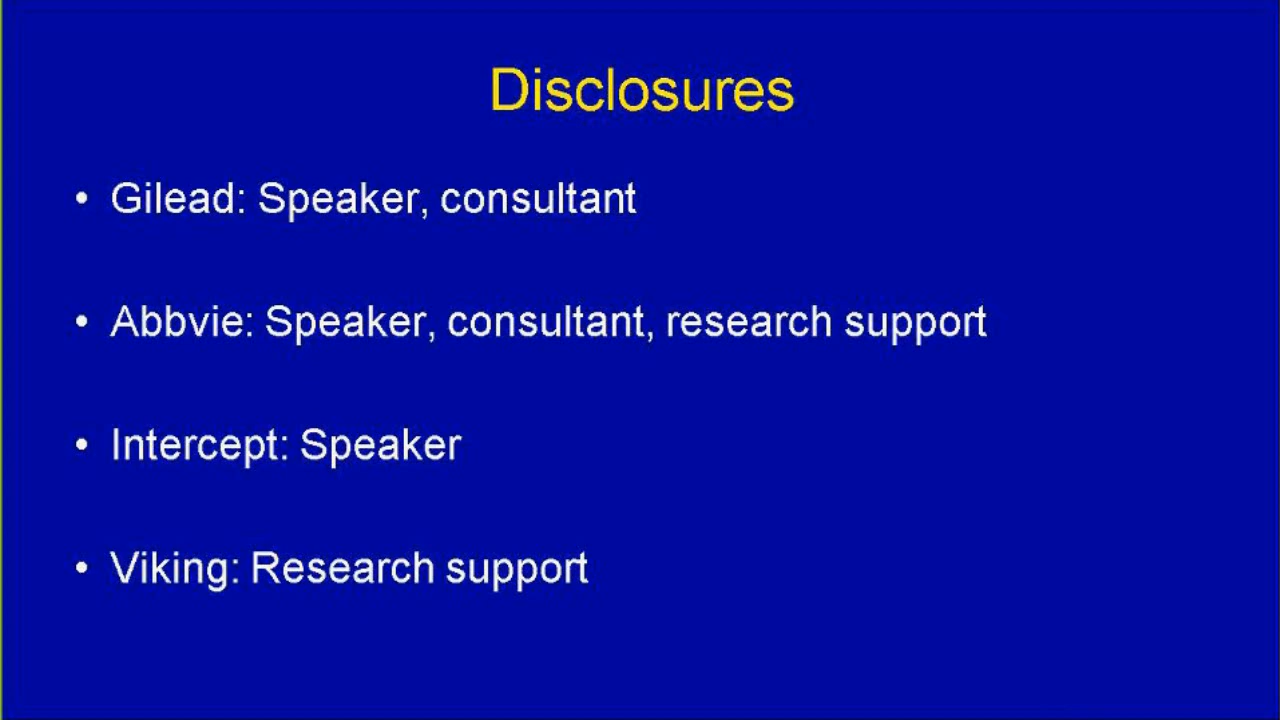 Disclosures
• Gilead: Speaker, consultant
• Abbvie: Speaker, consultant, research support
• Intercept: Speaker
• Viking: Research support